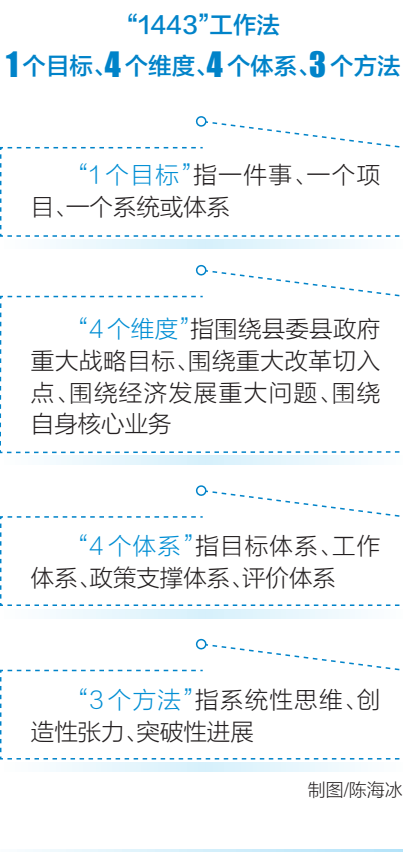 “1443”工作法
1个目标、4个维度、4个体系、3个方法
“1个目标”指一件事、一个项
目、一个系统或体系
“4个维度”指围绕县委县政府
重大战略目标、围绕重大改革切入
点、围绕经济发展重大问题、围绕
自身核心业务
“4个体系”指目标体系、工作
体系、政策支撑体系、评价体系
“3个方法”指系统性思维、创
造性张力、突破性进展
制图/陈海冰